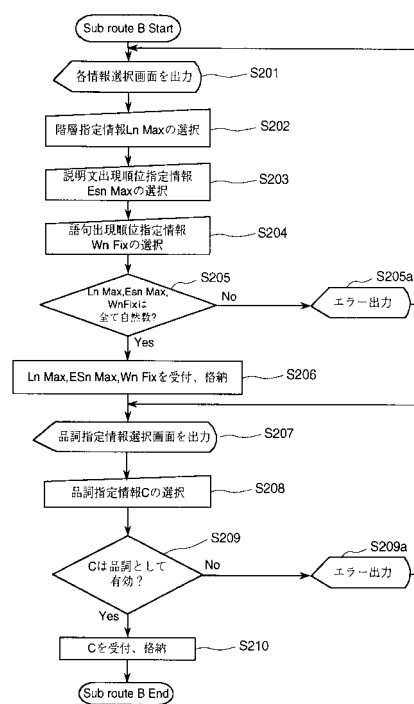 Sub route B Start
各情報選択画面を出力
S201
階層指定情報Ln Maxの選択
S202
説明文出現順位指定情報
Esn Maxの選択
S203
語句出現順位指定情報
Wn Fixの選択
S204
Ln Max,Esn Max,
WnFixは
全て自然数?
S205
No
エラー出力
S205a
Yes
Ln Max,ESn Max,Wn Fixを受付、格納
S206
品詞指定情報選択画面を出力
S207
品詞指定情報Cの選択
S208
Cは品詞として
有効?
S209
No
エラー出力
S209a
Yes
Cを受付、格納
S210
Sub route B End